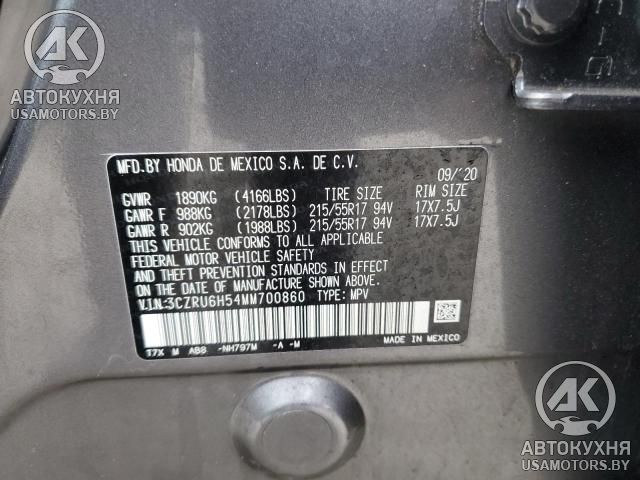 AK
АВТОКУХНЯ
USAMOTORS.BY
MFD.BY HONDA DE MEXICO S.A. DE C.V.
09/'20
GVWR 1890KG (4166LBS) TIRE SIZE RIM SIZE
GAWR F 988KG (2178LBS) 215/55R17 94V 17X7.5J
GAWR R 902KG (1988LBS) 215/55R17 94V 17X7.5J
THIS VEHICLE CONFORMS TO ALL APPLICABLE
FEDERAL MOTOR VEHICLE SAFETY
AND THEFT PREVENTION STANDARDS IN EFFECT
ON THE DATE OF MANUFACTURE SHOWN ABOVE.
V.I.N:3CZRU6H54MM700860 TYPE: MPV
T7X M AB8 -NH797M -A -M MADE IN MEXICO
AK
АВТОКУХНЯ
USAMOTORS.BY